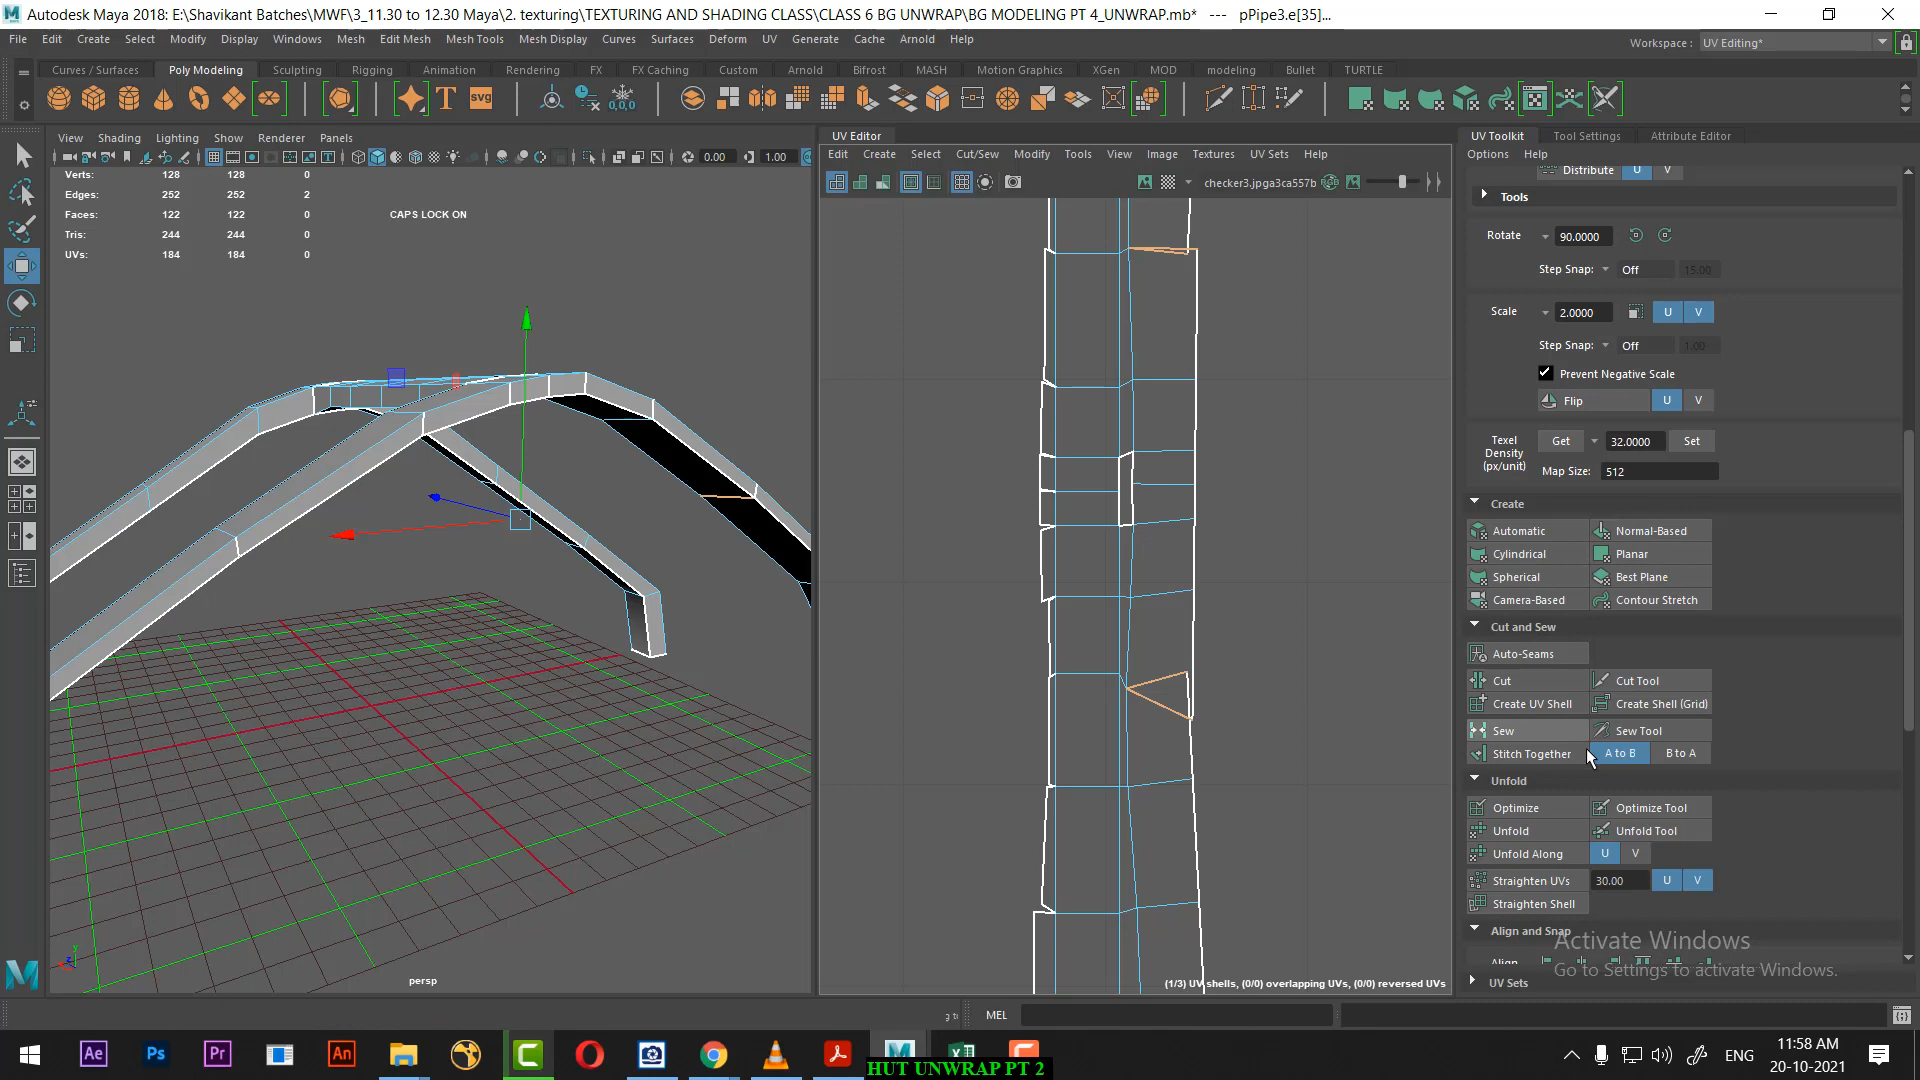 Autodesk Maya 2018: E:\Shavikant Batches\MWF\3_11.30 to 12.30 Maya\2. texturing\TEXTURING AND SHADING CLASS\CLASS 6 BG UNWRAP\BG MODELING PT 4_UNWRAP.mb* --- pPipe3.e[35]...
File Edit Create Select Modify Display Windows Mesh Edit Mesh Mesh Tools Mesh Display Curves Surfaces Deform UV Generate Cache Arnold Help
Workspace : UV Editing*
Curves / Surfaces Poly Modeling Sculpting Rigging Animation Rendering FX FX Caching Custom Arnold Bifrost MASH Motion Graphics XGen MOD modeling Bullet TURTLE
T svg 0,0,0
View Shading Lighting Show Renderer Panels
0.00 1.00
Verts: 128 128 0
Edges: 252 252 2
Faces: 122 122 0
Tris: 244 244 0
UVs: 184 184 0
CAPS LOCK ON
persp
UV Editor
Edit Create Select Cut/Sew Modify Tools View Image Textures UV Sets Help
checker3.jpga3ca557b
(1/3) UV shells, (0/0) overlapping UVs, (0/0) reversed UVs
UV Toolkit Tool Settings Attribute Editor
Options Help
Distribute U V
Tools
Rotate 90.0000
Step Snap: Off 15.00
Scale 2.0000 U V
Step Snap: Off 1.00
Prevent Negative Scale
Flip U V
Texel Density (px/unit) Get 32.0000 Set
Map Size: 512
Create
Automatic Normal-Based
Cylindrical Planar
Spherical Best Plane
Camera-Based Contour Stretch
Cut and Sew
Auto-Seams
Cut Cut Tool
Create UV Shell Create Shell (Grid)
Sew Sew Tool
Stitch Together A to B B to A
Unfold
Optimize Optimize Tool
Unfold Unfold Tool
Unfold Along U V
Straighten UVs 30.00 U V
Straighten Shell
Align and Snap
Activate Windows
Go to Settings to activate Windows.
UV Sets
MEL
Ae Ps Pr An
HUT UNWRAP PT 2
ENG
11:58 AM
20-10-2021